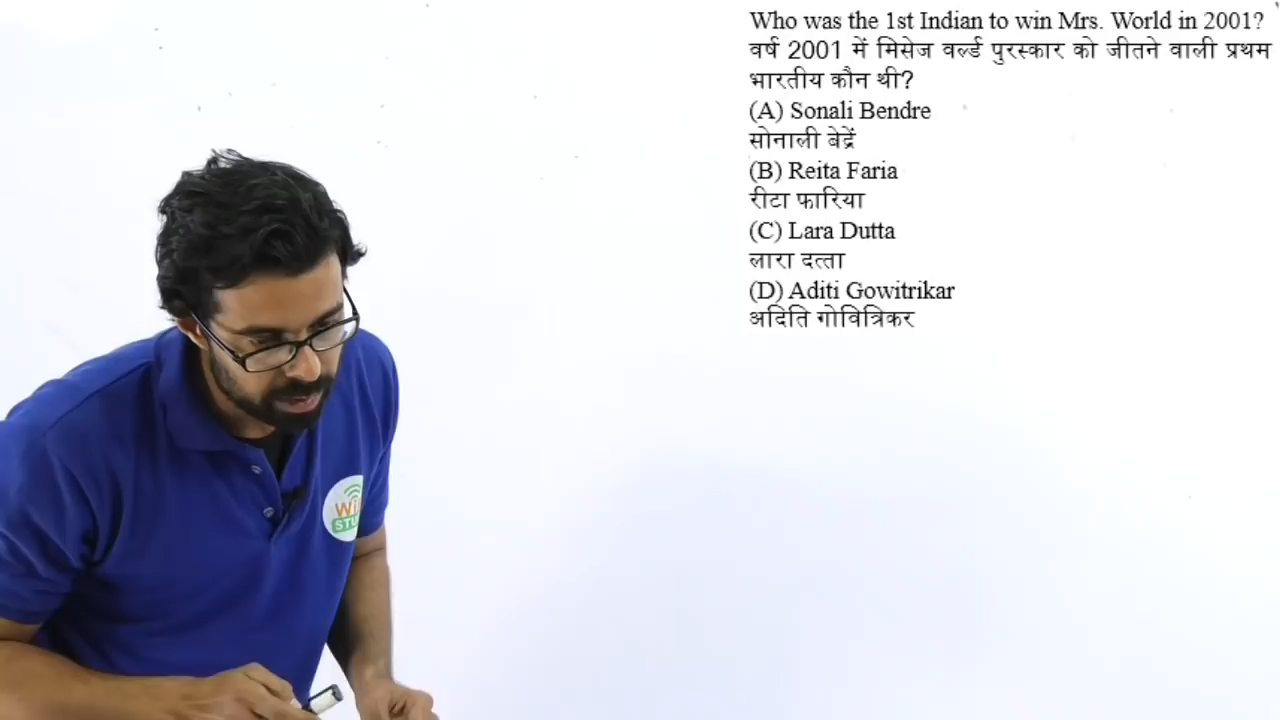 Who was the 1st Indian to win Mrs. World in 2001?
वर्ष 2001 में मिसेज वर्ल्ड पुरस्कार को जीतने वाली प्रथम
भारतीय कौन थी?
(A) Sonali Bendre
सोनाली बेद्रें
(B) Reita Faria
रीटा फारिया
(C) Lara Dutta
लारा दत्ता
(D) Aditi Gowitrikar
अदिति गोवित्रिकर